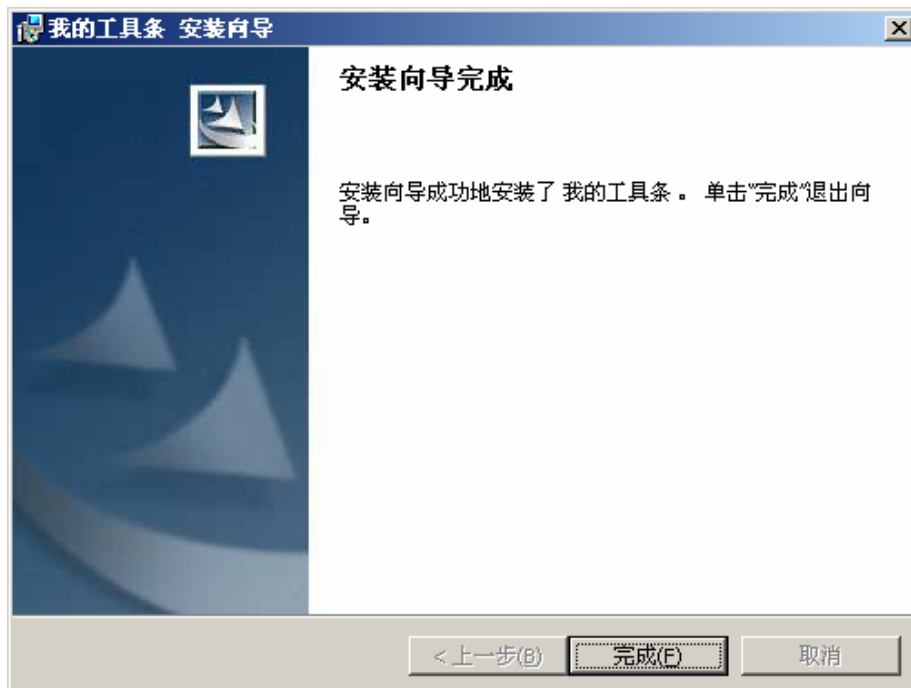 我的工具条 安装向导
安装向导完成
安装向导成功地安装了 我的工具条 。 单击“完成”退出向
导。
< 上一步(B)
完成(F)
取消